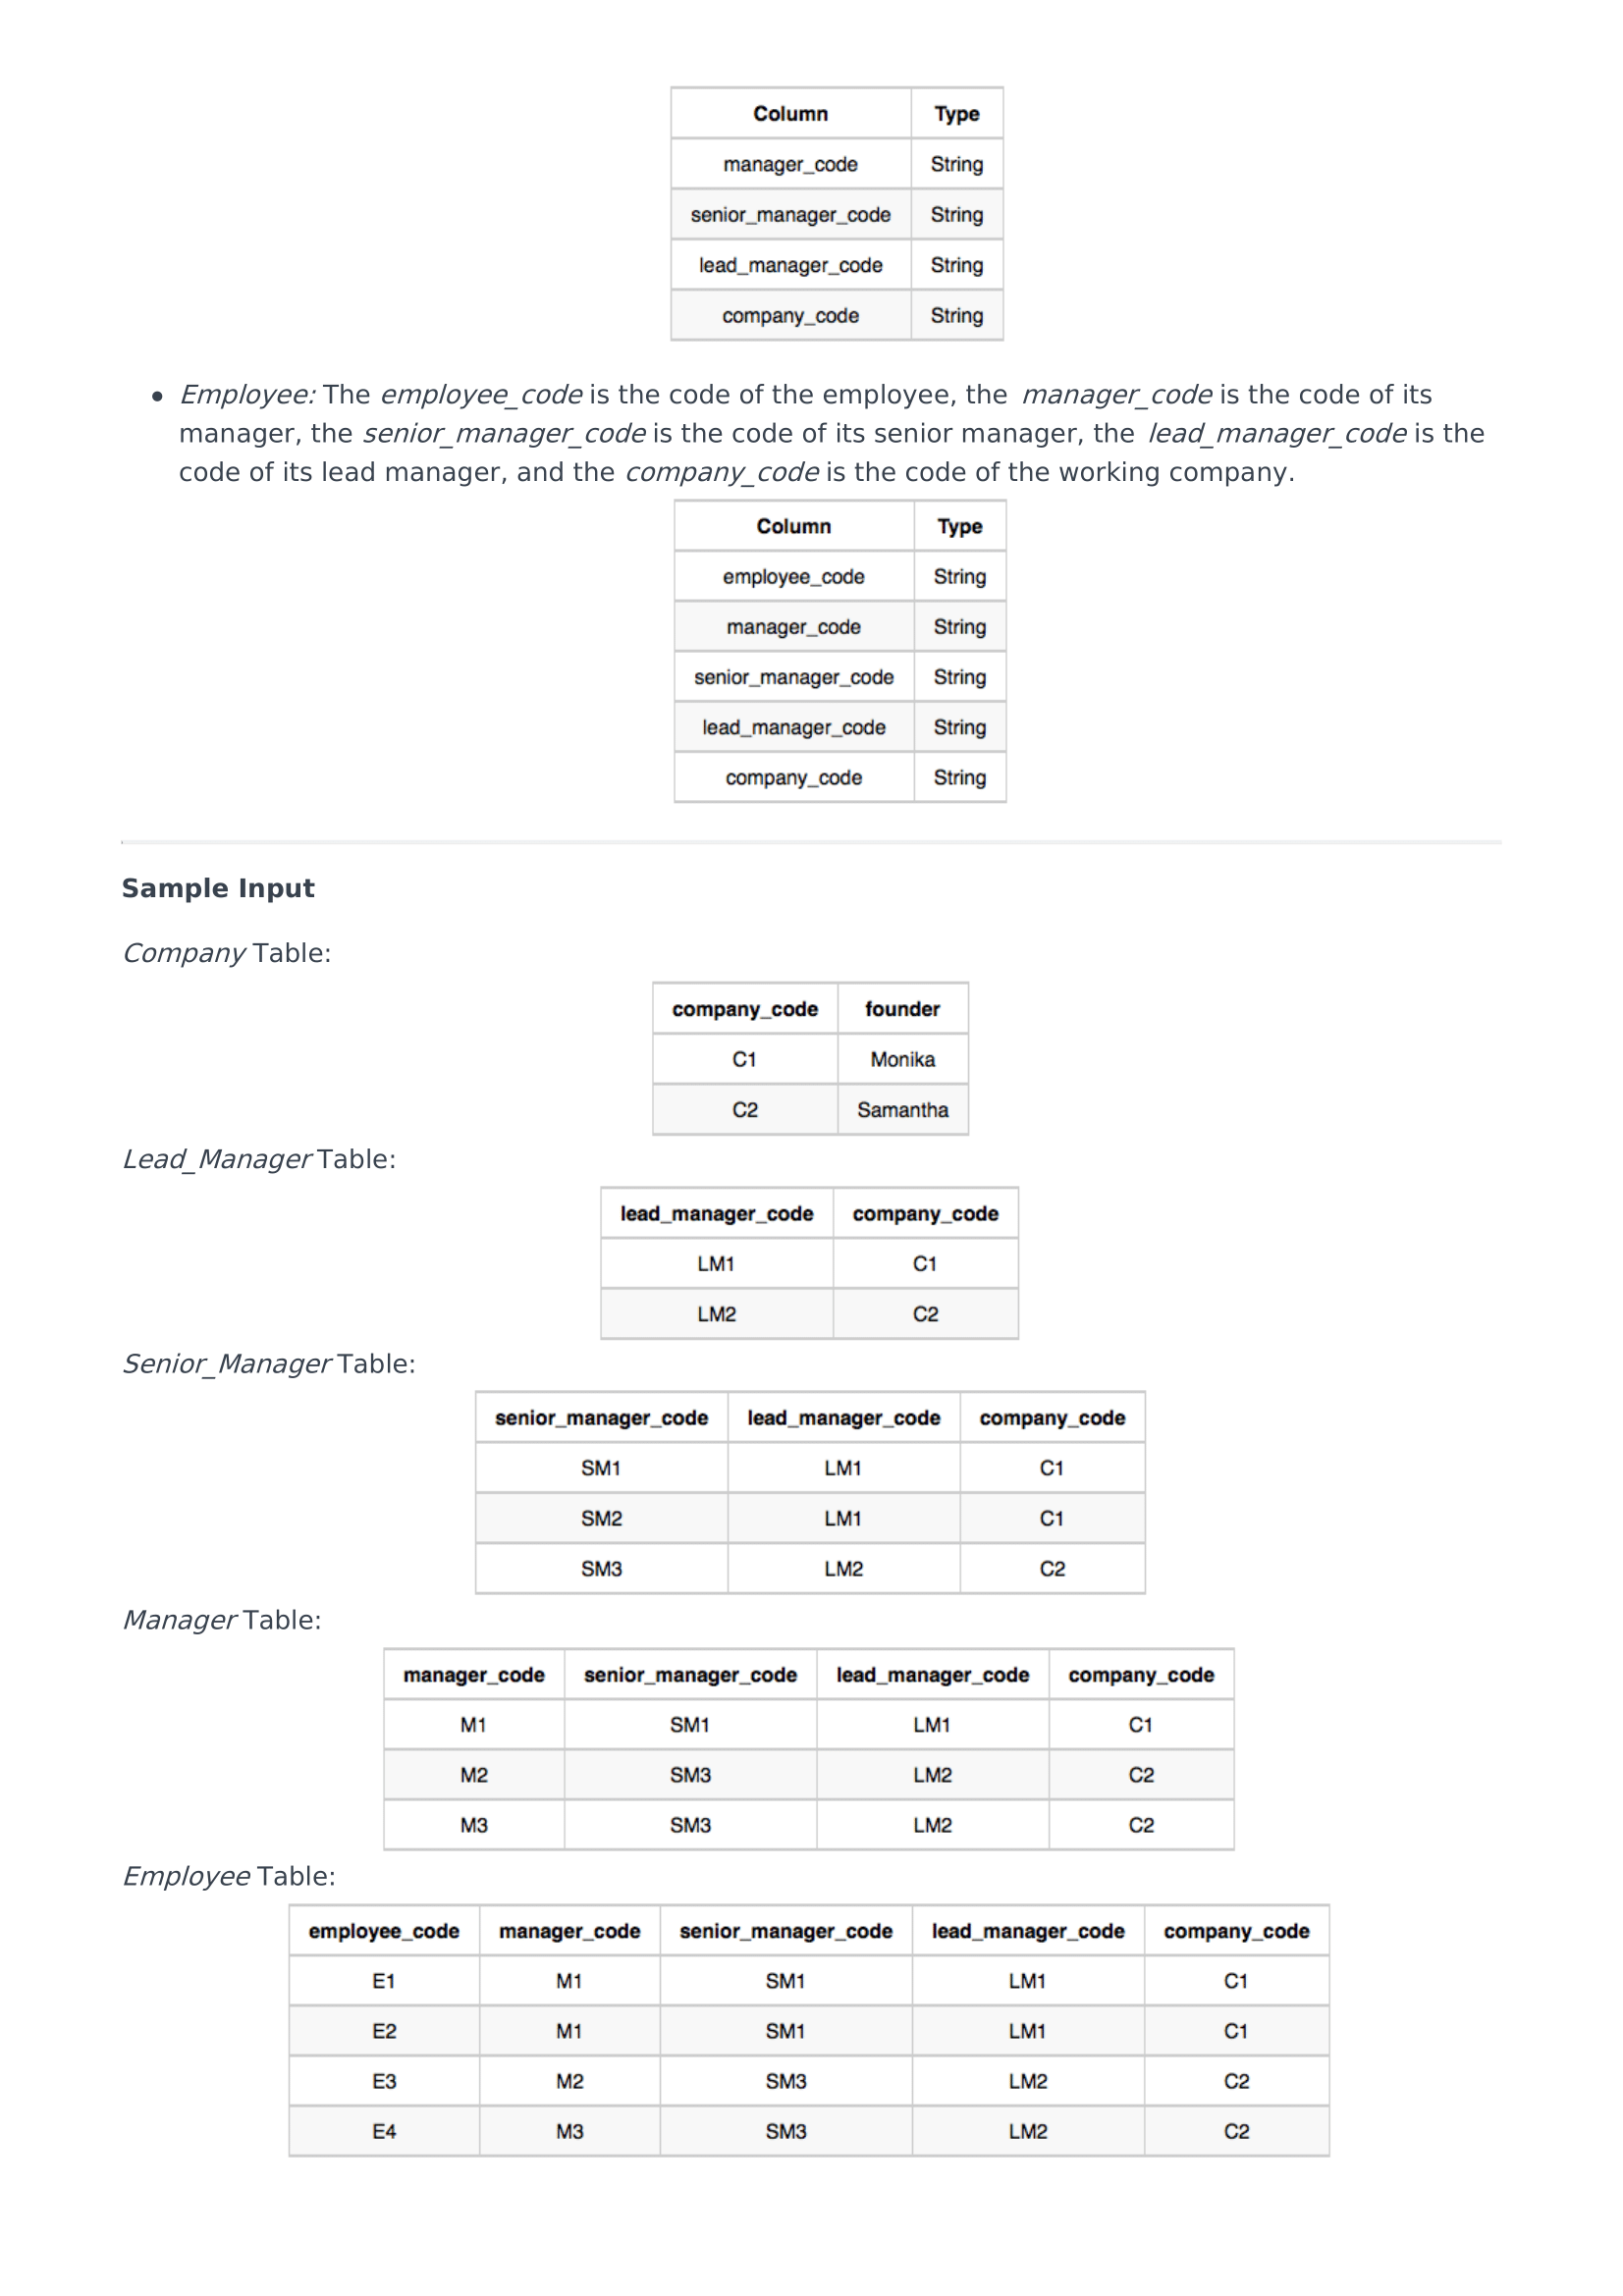 Column Type
manager_code String
senior_manager_code String
lead_manager_code String
company_code String
• Employee: The employee_code is the code of the employee, the manager_code is the code of its
manager, the senior_manager_code is the code of its senior manager, the lead_manager_code is the
code of its lead manager, and the company_code is the code of the working company.
Column Type
employee_code String
manager_code String
senior_manager_code String
lead_manager_code String
company_code String
Sample Input
Company Table:
company_code founder
C1 Monika
C2 Samantha
Lead_Manager Table:
lead_manager_code company_code
LM1 C1
LM2 C2
Senior_Manager Table:
senior_manager_code lead_manager_code company_code
SM1 LM1 C1
SM2 LM1 C1
SM3 LM2 C2
Manager Table:
manager_code senior_manager_code lead_manager_code company_code
M1 SM1 LM1 C1
M2 SM3 LM2 C2
M3 SM3 LM2 C2
Employee Table:
employee_code manager_code senior_manager_code lead_manager_code company_code
E1 M1 SM1 LM1 C1
E2 M1 SM1 LM1 C1
E3 M2 SM3 LM2 C2
E4 M3 SM3 LM2 C2